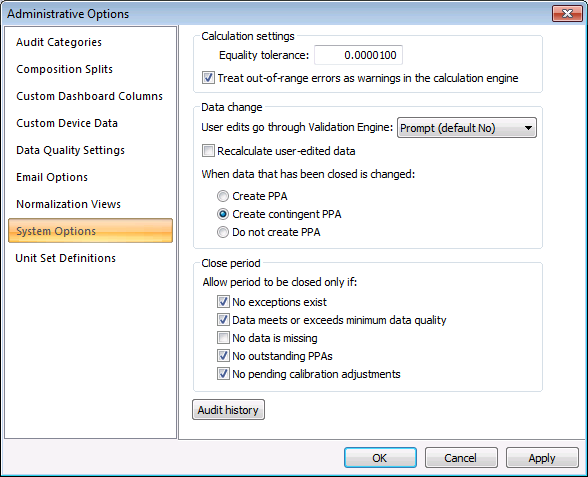 Administrative Options
Audit Categories
Composition Splits
Custom Dashboard Columns
Custom Device Data
Data Quality Settings
Email Options
Normalization Views
System Options
Unit Set Definitions
Calculation settings
Equality tolerance: 0.0000100
Treat out-of-range errors as warnings in the calculation engine
Data change
User edits go through Validation Engine: Prompt (default No)
Recalculate user-edited data
When data that has been closed is changed:
Create PPA
Create contingent PPA
Do not create PPA
Close period
Allow period to be closed only if:
No exceptions exist
Data meets or exceeds minimum data quality
No data is missing
No outstanding PPAs
No pending calibration adjustments
Audit history
OK Cancel Apply